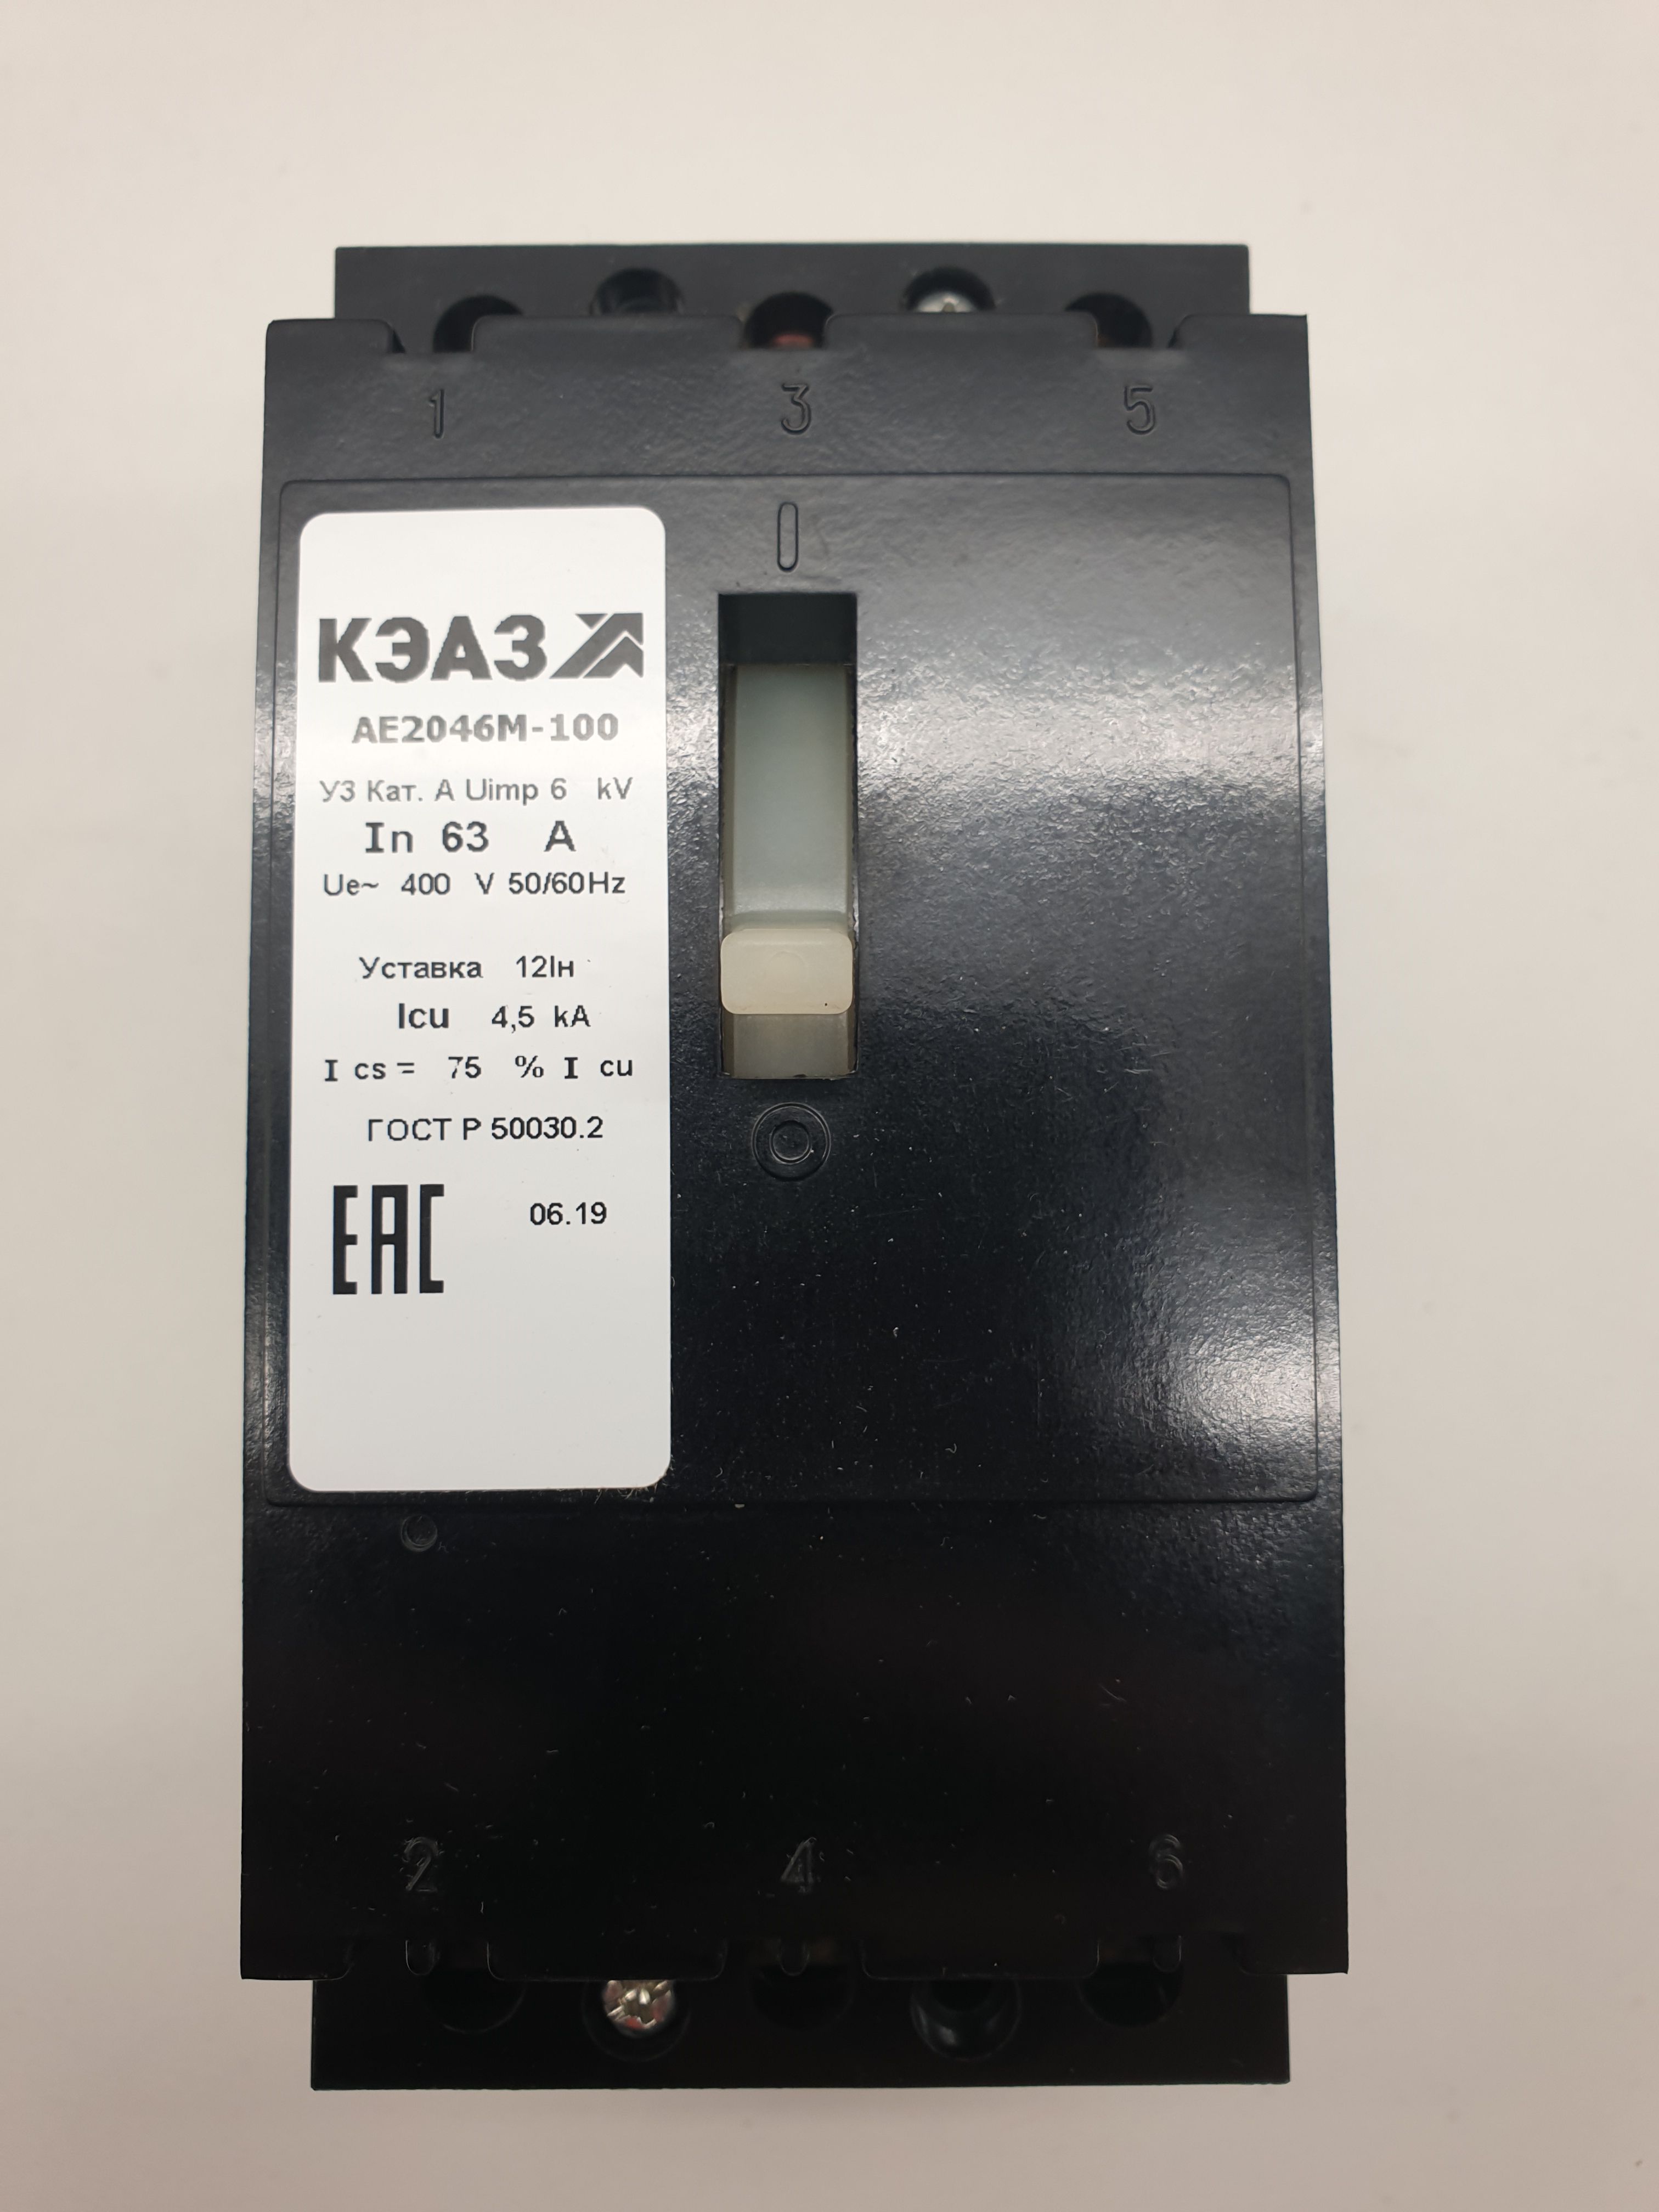 1 3 5
0
КЭАЗ
АЕ2046М-100
У3 Кат. А Uimp 6 kV
In 63 A
Ue~ 400 V 50/60Hz
Уставка 12Iн
Icu 4,5 kA
I cs = 75 % I cu
ГОСТ Р 50030.2
EAC 06.19
2 4 6